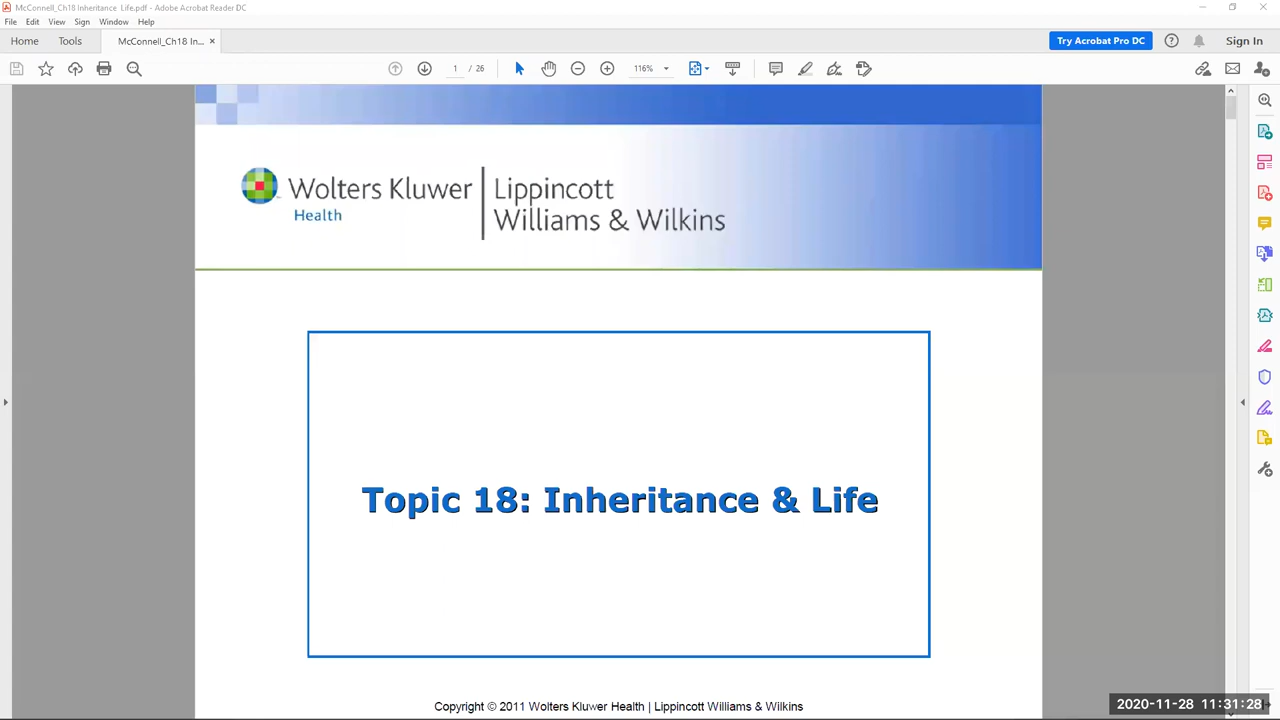 McConnell_Ch18 Inheritance Life.pdf - Adobe Acrobat Reader DC
File Edit View Sign Window Help
Home Tools McConnell_Ch18 In... × Try Acrobat Pro DC Sign In
1 / 26 116%
Wolters Kluwer Lippincott
Health Williams & Wilkins
Topic 18: Inheritance & Life
Copyright © 2011 Wolters Kluwer Health | Lippincott Williams & Wilkins
2020-11-28 11:31:28